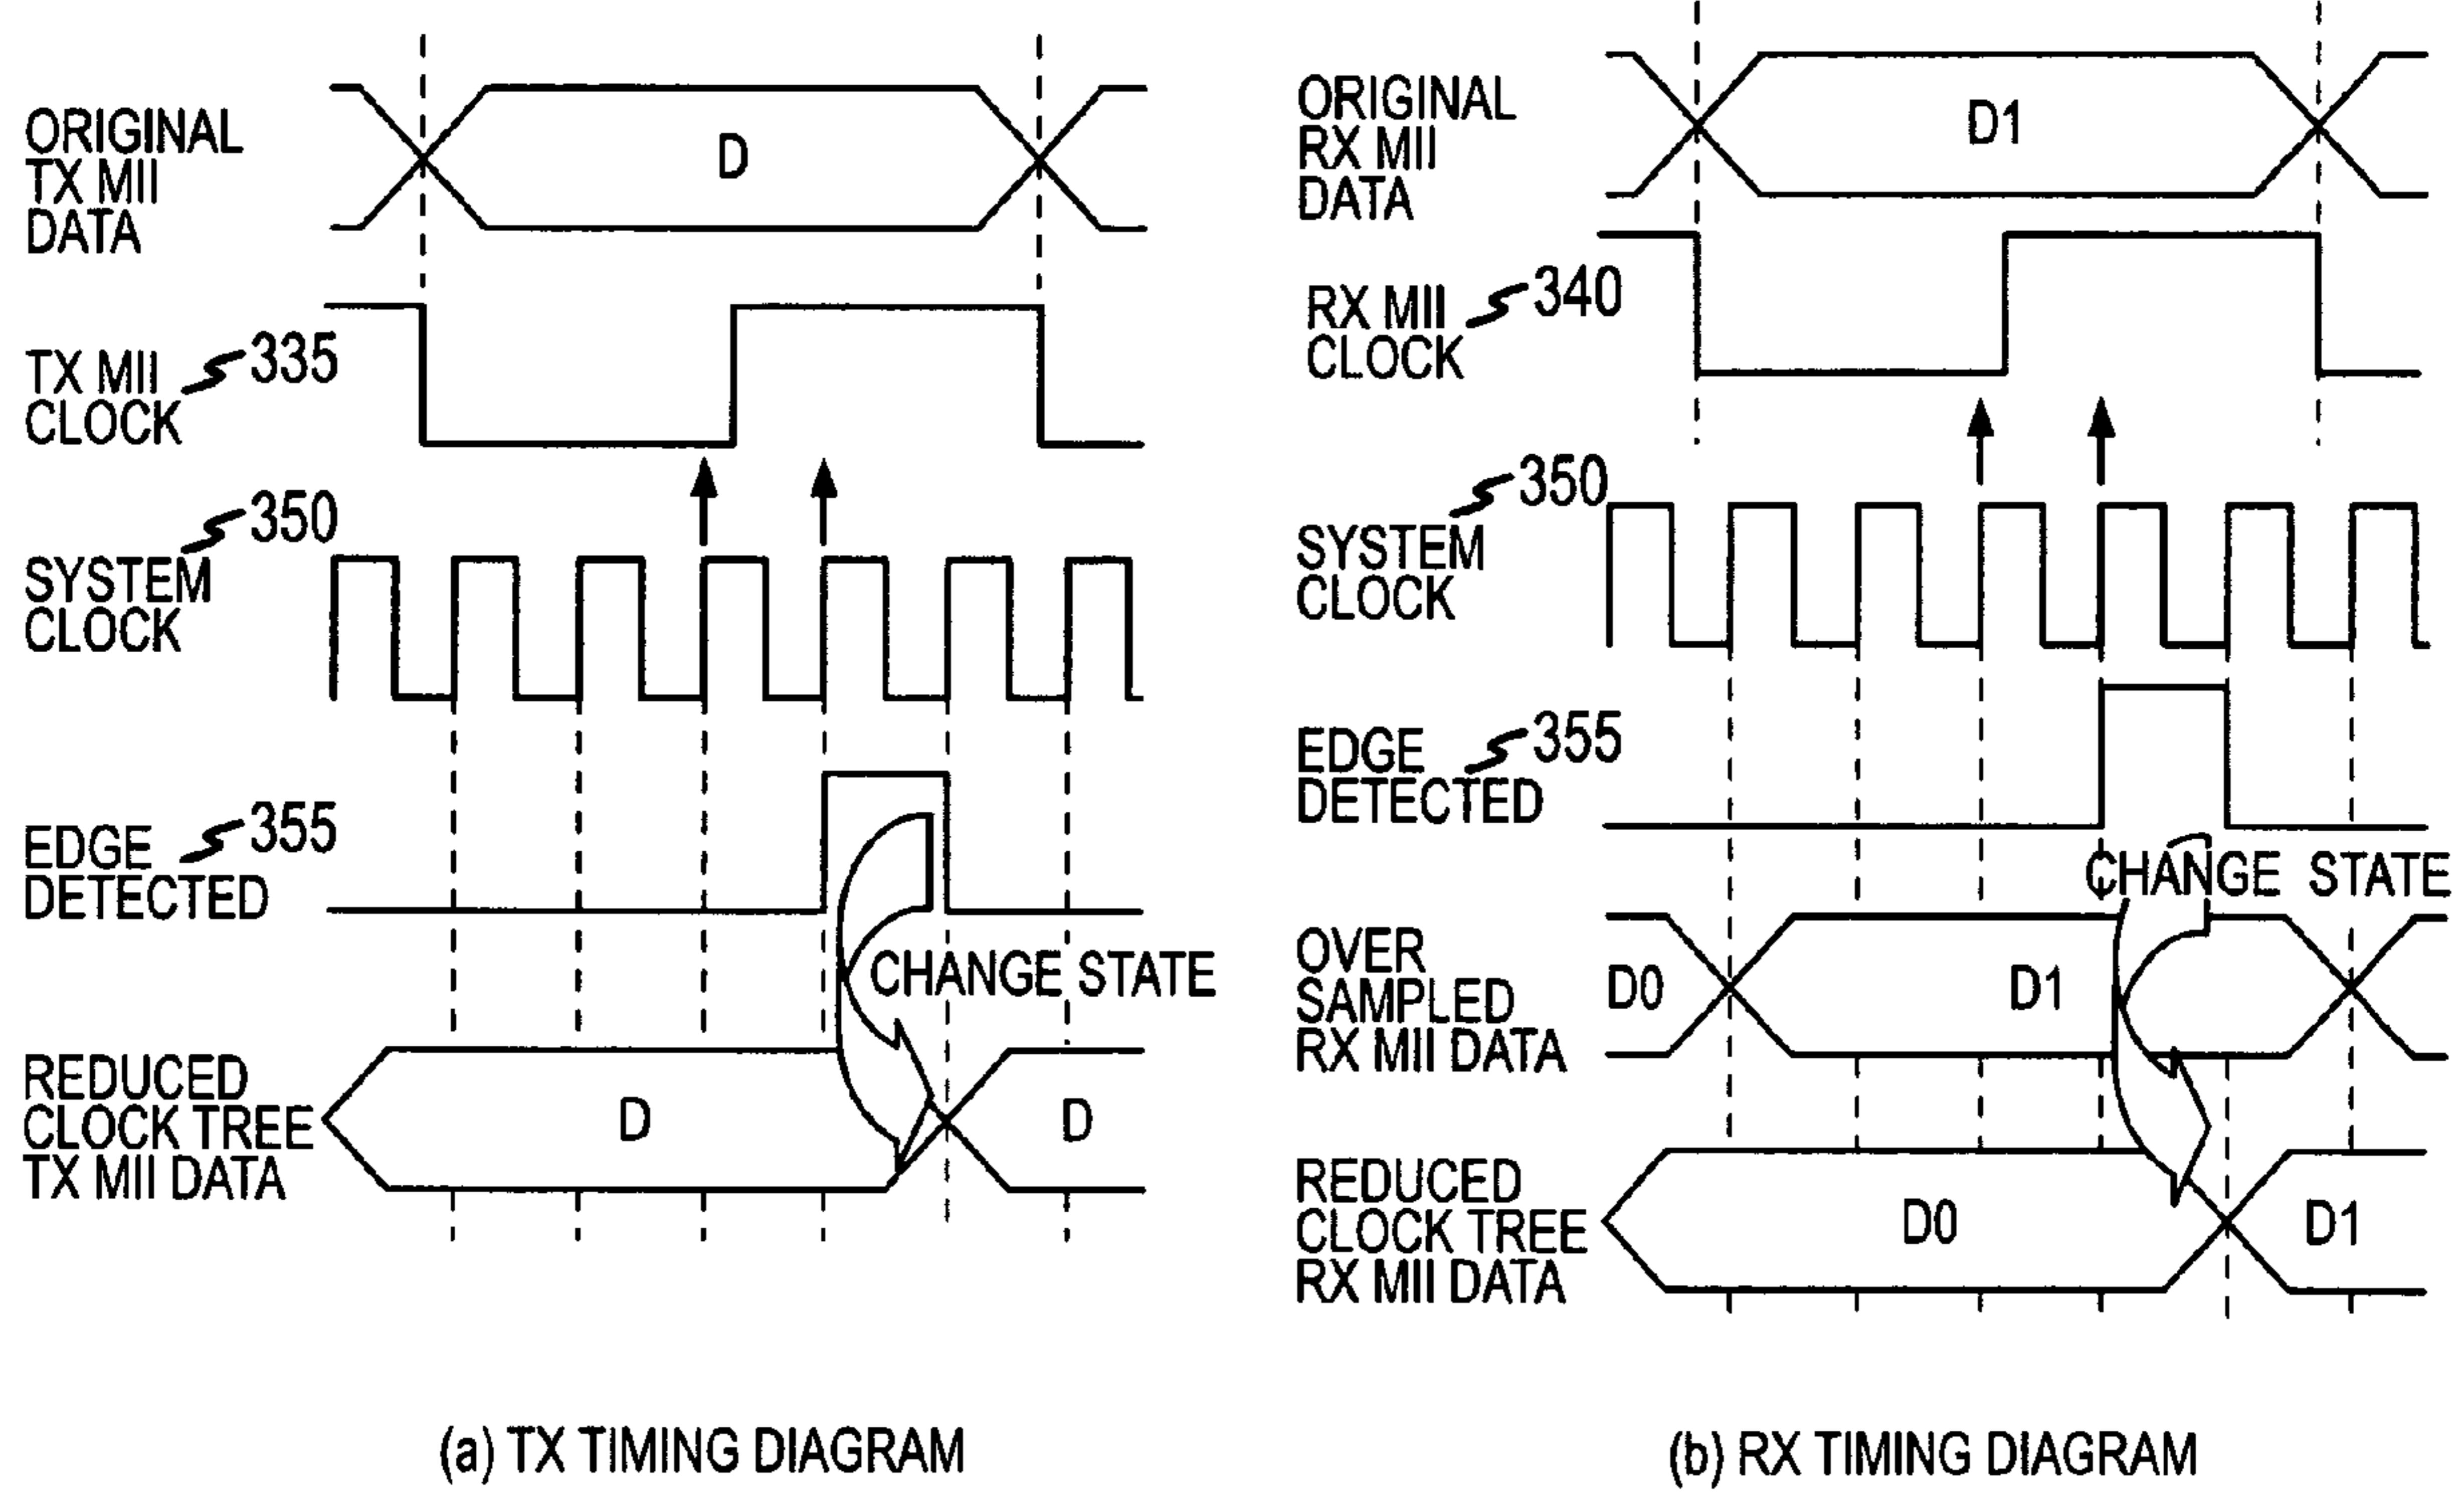 ORIGINAL
TX MII
DATA
D
TX MII
CLOCK
335
SYSTEM
CLOCK
350
EDGE
DETECTED
355
CHANGE STATE
REDUCED
CLOCK TREE
TX MII DATA
D
D
(a) TX TIMING DIAGRAM
ORIGINAL
RX MII
DATA
D1
RX MII
CLOCK
340
SYSTEM
CLOCK
350
EDGE
DETECTED
355
CHANGE STATE
OVER
SAMPLED
RX MII DATA
D0
D1
REDUCED
CLOCK TREE
RX MII DATA
D0
D1
(b) RX TIMING DIAGRAM